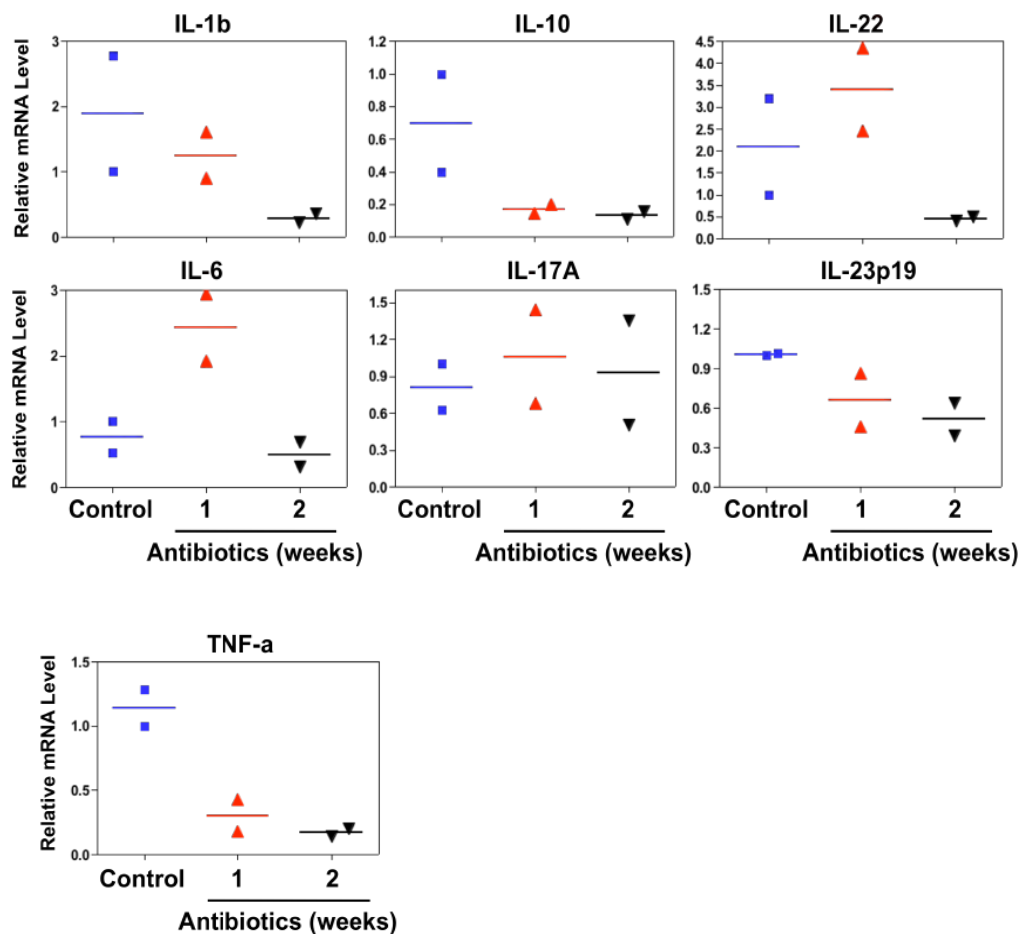 IL-1b IL-10 IL-22
Relative mRNA Level
3 1.2 4.5
4.0
1.0
3.5
2 0.8 3.0
2.5
0.6
2.0
1 0.4 1.5
1.0
0.2
0.5
0 0.0 0.0
IL-6 IL-17A IL-23p19
Relative mRNA Level
3 1.5 1.5
1.2 1.2
2
0.9 0.9
1 0.6 0.6
0.3 0.3
0 0.0 0.0
Control 1 2 Control 1 2 Control 1 2
Antibiotics (weeks) Antibiotics (weeks) Antibiotics (weeks)
TNF-a
Relative mRNA Level
1.5
1.0
0.5
0.0
Control 1 2
Antibiotics (weeks)